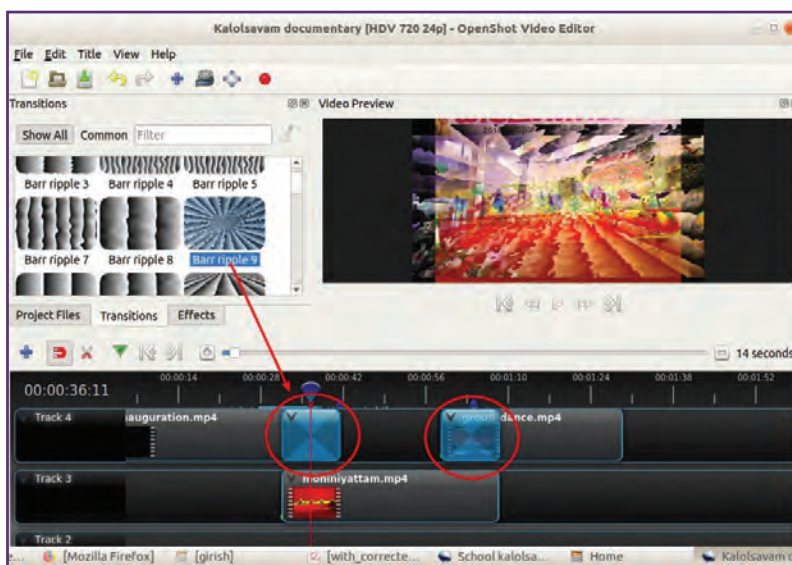 Kalolsavam documentary [HDV 720 24p] - OpenShot Video Editor
File Edit Title View Help
Transitions
Video Preview
Show All Common Filter
Barr ripple 3 Barr ripple 4 Barr ripple 5
Barr ripple 7 Barr ripple 8 Barr ripple 9
Project Files Transitions Effects
14 seconds
00:00:36:11
00:00:14 00:00:28 00:00:42 00:00:56 00:01:10 00:01:24 00:01:38 00:01:52
Track 4 auguration.mp4 group dance.mp4
Track 3 mohiniyattam.mp4
Track 2
e... [Mozilla Firefox] [girish] [with_correcte... School kalolsa... Home Kalolsavam d